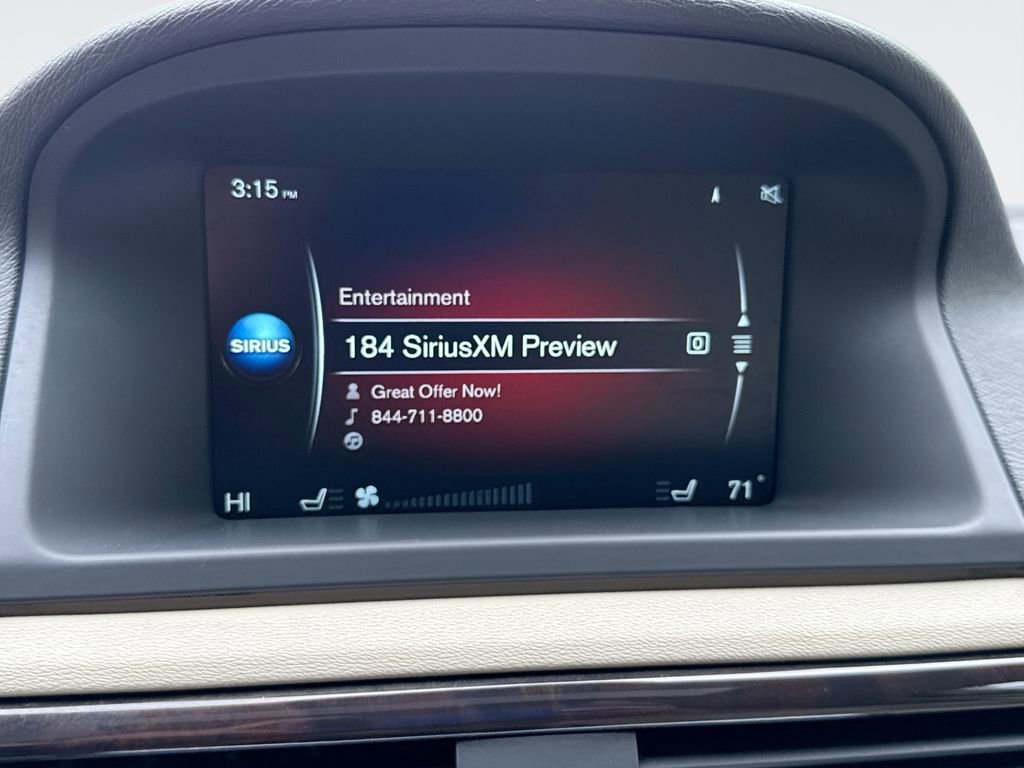 3:15 PM
Entertainment
SIRIUS
184 SiriusXM Preview
0
Great Offer Now!
844-711-8800
HI
71°